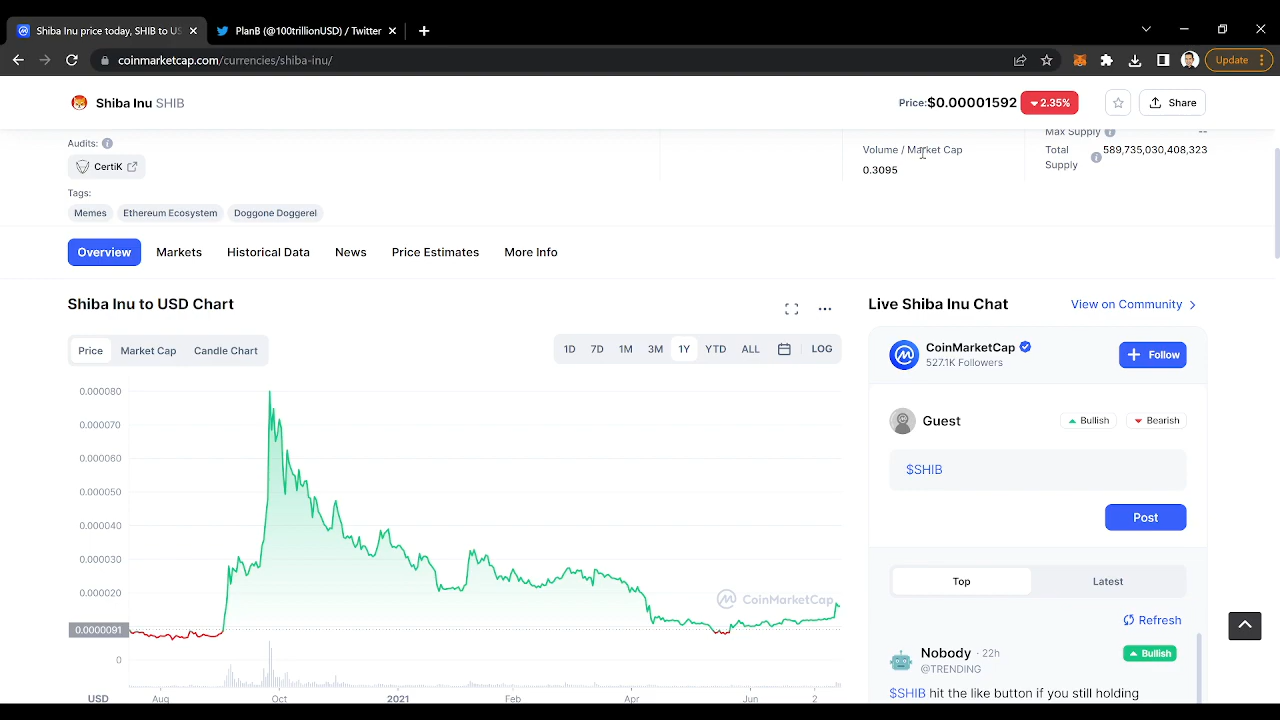 Shiba Inu price today, SHIB to US
PlanB (@100trillionUSD) / Twitter
coinmarketcap.com/currencies/shiba-inu/
Update
Shiba Inu SHIB
Price:$0.00001592 2.35%
Share
Audits:
CertiK
Tags:
Memes Ethereum Ecosystem Doggone Doggerel
Volume / Market Cap
0.3095
Max Supply --
Total Supply 589,735,030,408,323
Overview Markets Historical Data News Price Estimates More Info
Shiba Inu to USD Chart
Price Market Cap Candle Chart
1D 7D 1M 3M 1Y YTD ALL LOG
0.000080
0.000070
0.000060
0.000050
0.000040
0.000030
0.000020
0.0000091
0
CoinMarketCap
USD Aug Oct 2021 Feb Apr Jun 2
Live Shiba Inu Chat
View on Community
CoinMarketCap
527.1K Followers
Follow
Guest
Bullish Bearish
$SHIB
Post
Top Latest
Refresh
Nobody · 22h
@TRENDING
Bullish
$SHIB hit the like button if you still holding